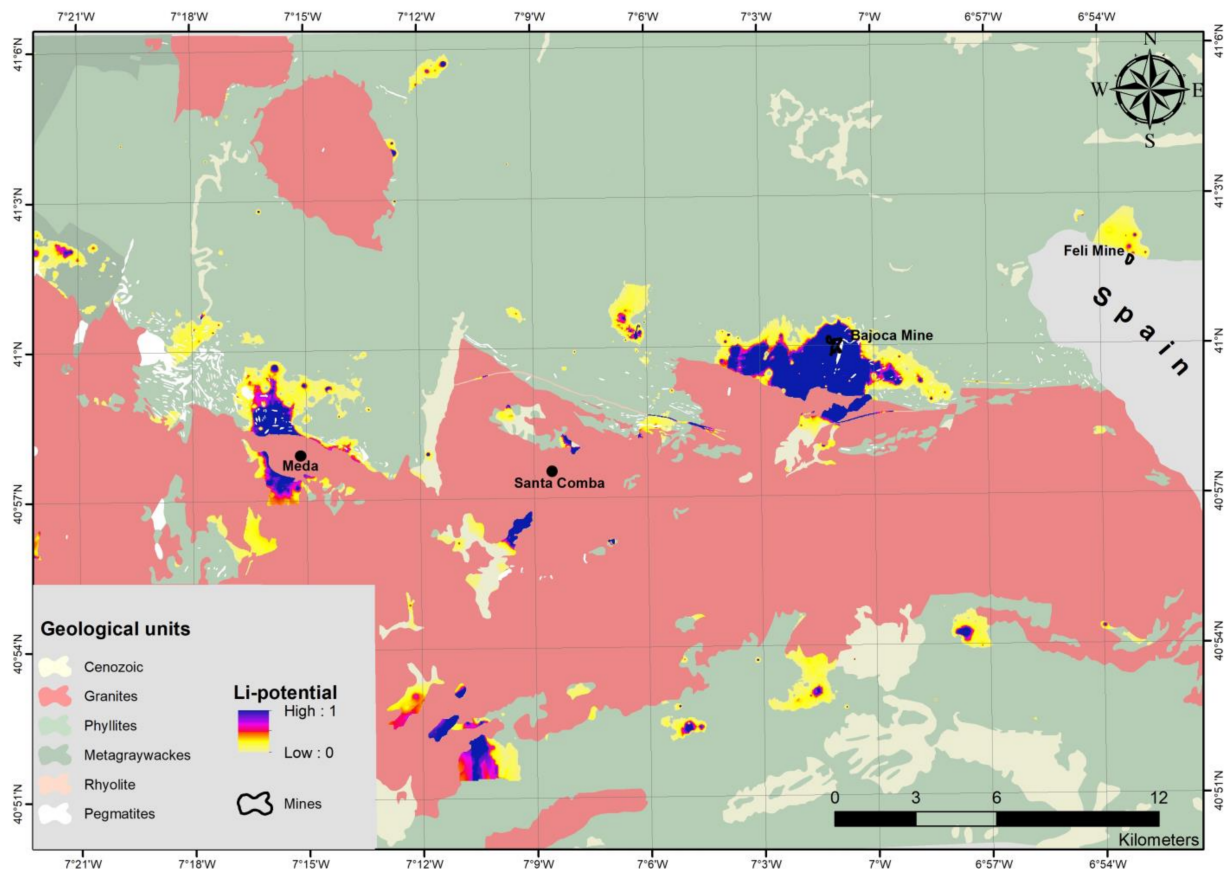 7°21'W 7°18'W 7°15'W 7°12'W 7°9'W 7°6'W 7°3'W 7°0'W 6°57'W 6°54'W
41°6'N 41°6'N
N
W E
S
41°3'N 41°3'N
Feli Mine
Spain
41°N 41°N
Bajoca Mine
Meda
Santa Comba
40°57'N 40°57'N
40°54'N 40°54'N
Geological units
Cenozoic
Granites
Phyllites
Metagraywackes
Rhyolite
Pegmatites
Li-potential
High : 1
Low : 0
Mines
40°51'N 40°51'N
0 3 6 12
Kilometers
7°21'W 7°18'W 7°15'W 7°12'W 7°9'W 7°6'W 7°3'W 7°W 6°57'W 6°54'W